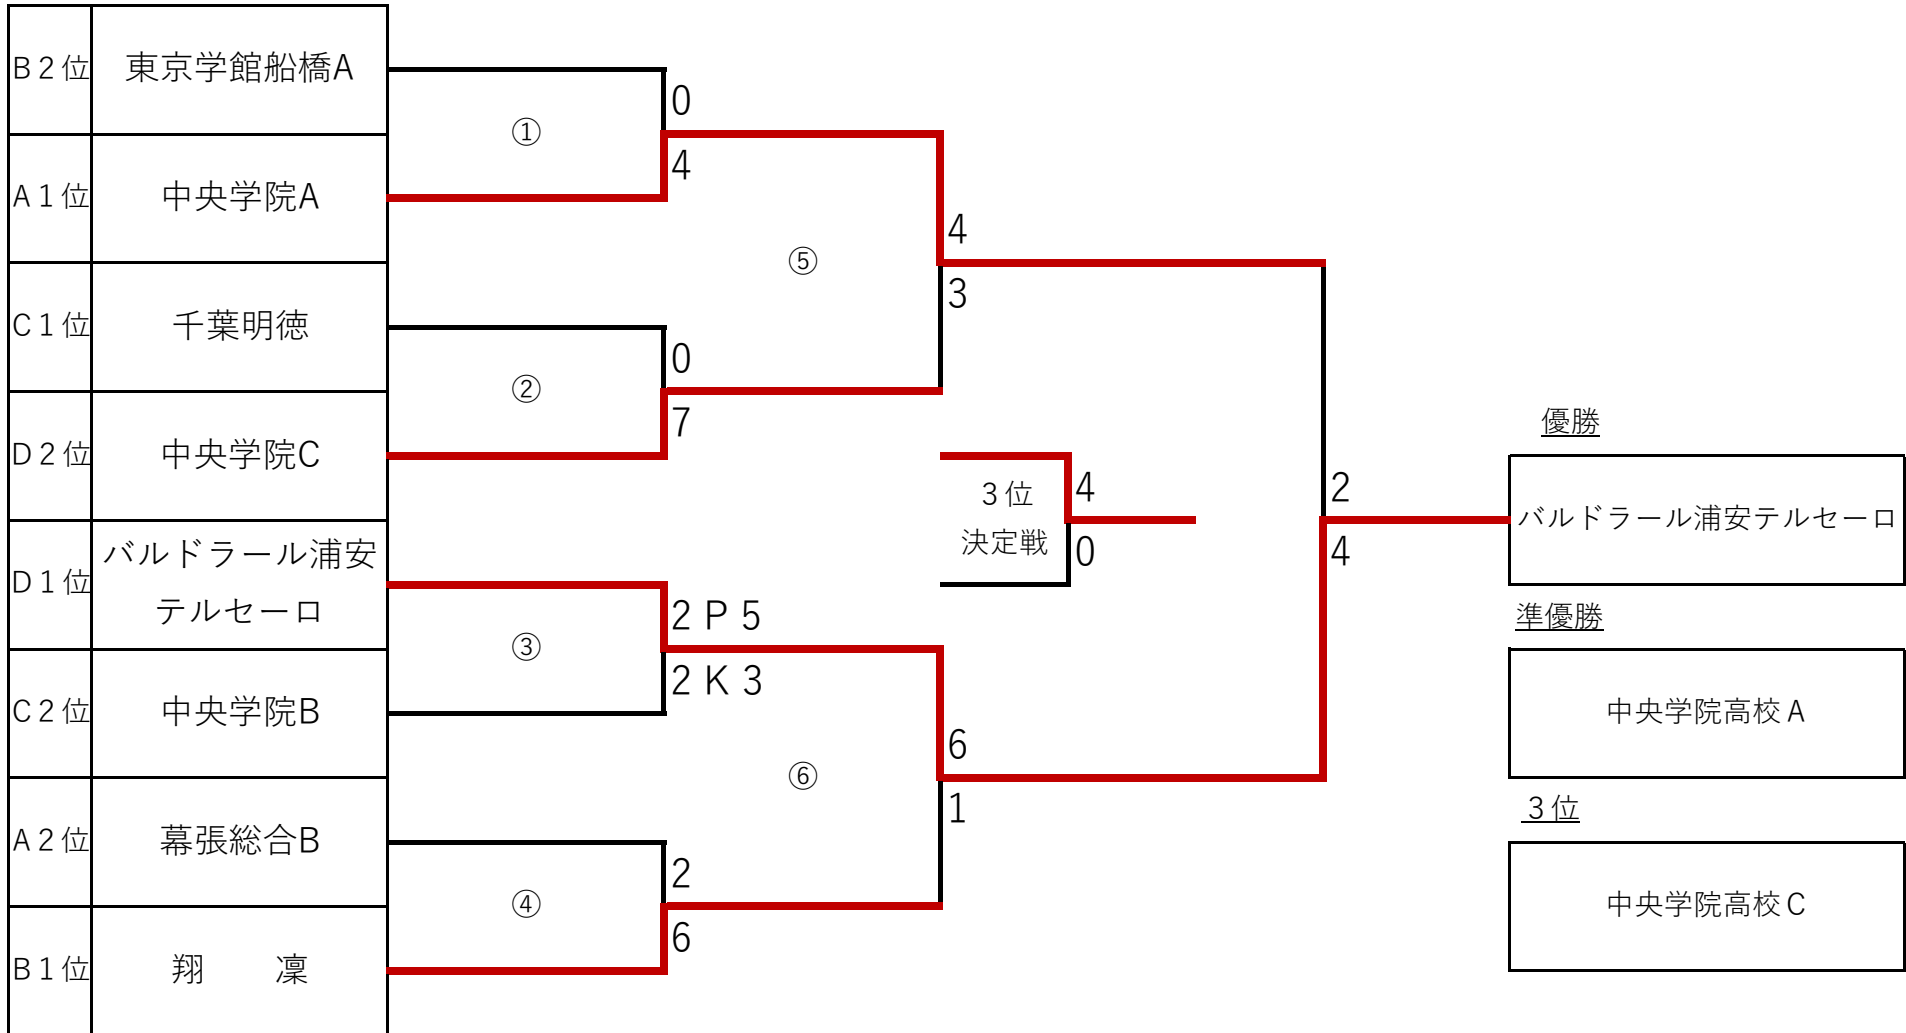 B２位 東京学館船橋A
0
①
4
A１位 中央学院A
4
⑤
3
C１位 千葉明徳
0
②
7
D２位 中央学院C
3位
決定戦
4
0
2
4
優勝
バルドラール浦安テルセーロ
D１位 バルドラール浦安
テルセーロ
2 P 5
③
2 K 3
C２位 中央学院B
準優勝
中央学院高校A
6
⑥
1
A２位 幕張総合B
2
④
6
B１位 翔　凜
3位
中央学院高校C